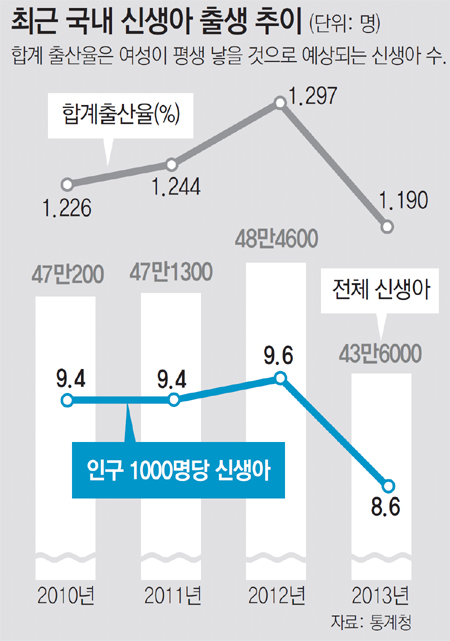 최근 국내 신생아 출생 추이 (단위: 명)
합계 출산율은 여성이 평생 낳을 것으로 예상되는 신생아 수.
합계출산율(%)
1.226
1.244
1.297
1.190
47만200
47만1300
48만4600
43만6000
전체 신생아
9.4
9.4
9.6
8.6
인구 1000명당 신생아
2010년
2011년
2012년
2013년
자료: 통계청